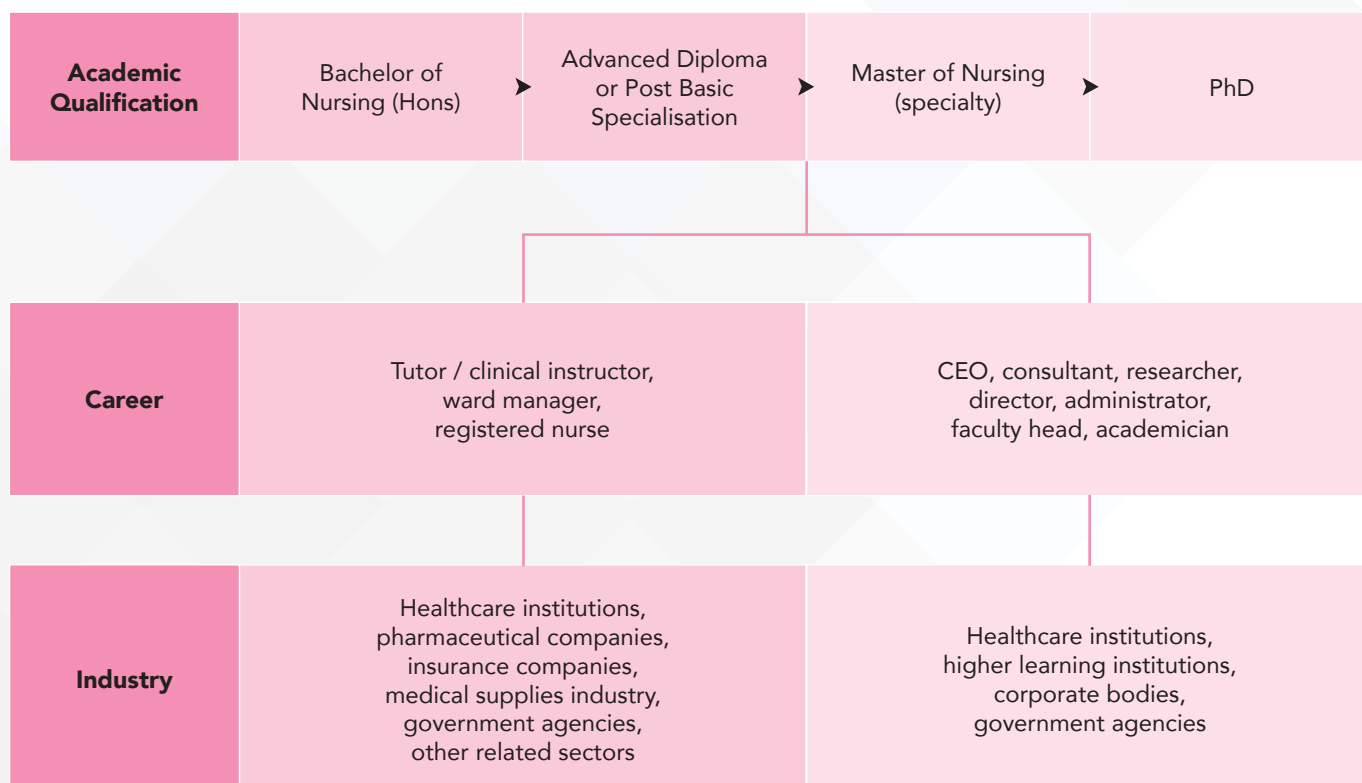 Academic
Qualification
Bachelor of
Nursing (Hons)
Advanced Diploma
or Post Basic
Specialisation
Master of Nursing
(specialty)
PhD
Career
Tutor / clinical instructor,
ward manager,
registered nurse
CEO, consultant, researcher,
director, administrator,
faculty head, academician
Industry
Healthcare institutions,
pharmaceutical companies,
insurance companies,
medical supplies industry,
government agencies,
other related sectors
Healthcare institutions,
higher learning institutions,
corporate bodies,
government agencies